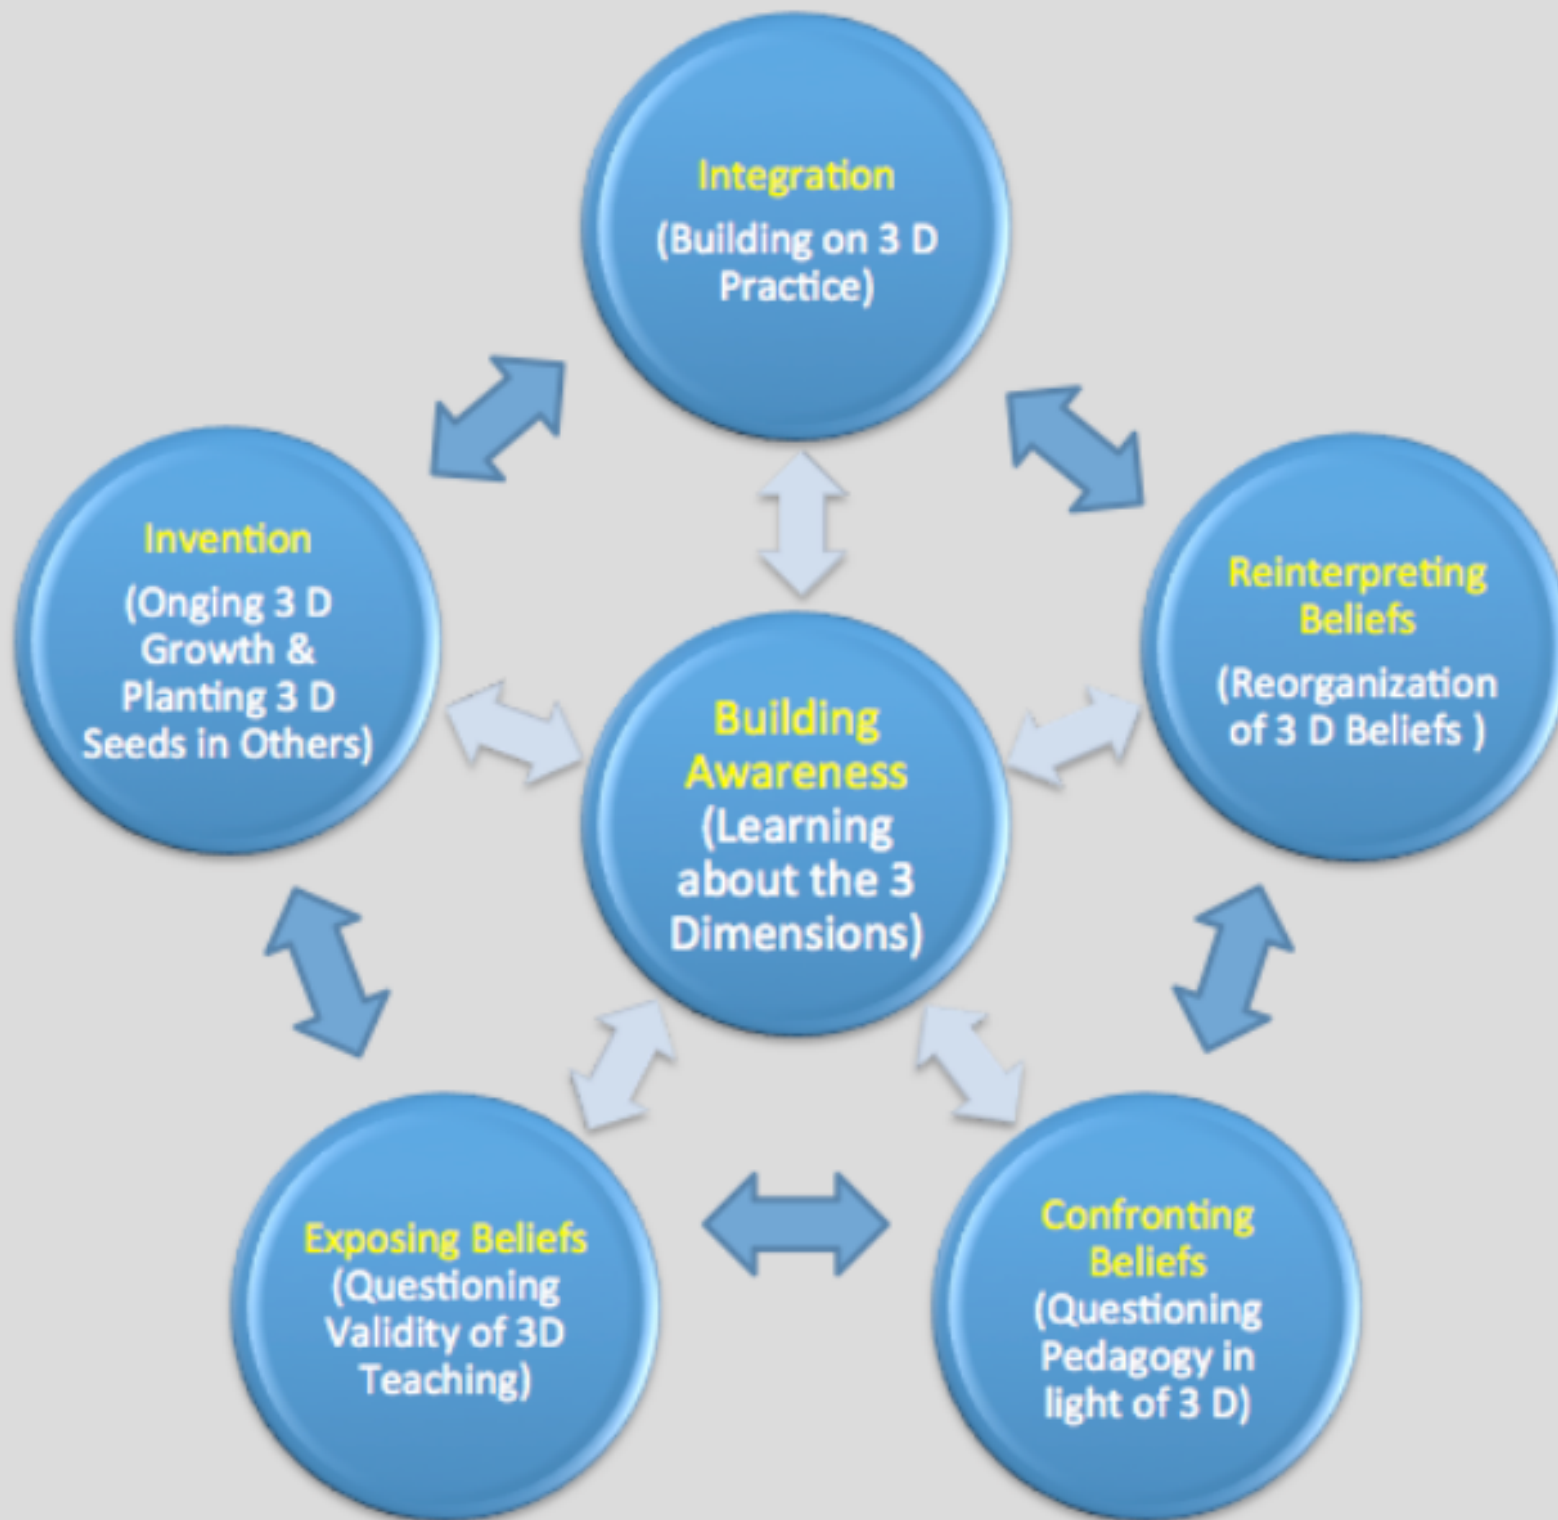 Integration
(Building on 3 D
Practice)
Invention
(Onging 3 D
Growth &
Planting 3 D
Seeds in Others)
Reinterpreting
Beliefs
(Reorganization
of 3 D Beliefs )
Building
Awareness
(Learning
about the 3
Dimensions)
Exposing Beliefs
(Questioning
Validity of 3D
Teaching)
Confronting
Beliefs
(Questioning
Pedagogy in
light of 3 D)